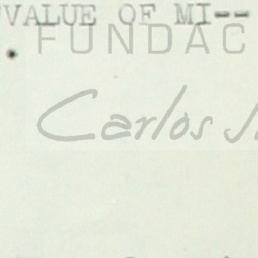 VALUE OF MI--
FUNDAC
Carlos